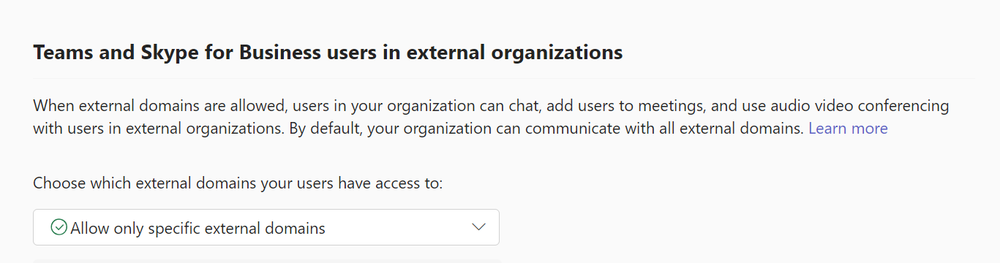 Teams and Skype for Business users in external organizations
When external domains are allowed, users in your organization can chat, add users to meetings, and use audio video conferencing
with users in external organizations. By default, your organization can communicate with all external domains. Learn more
Choose which external domains your users have access to:
Allow only specific external domains